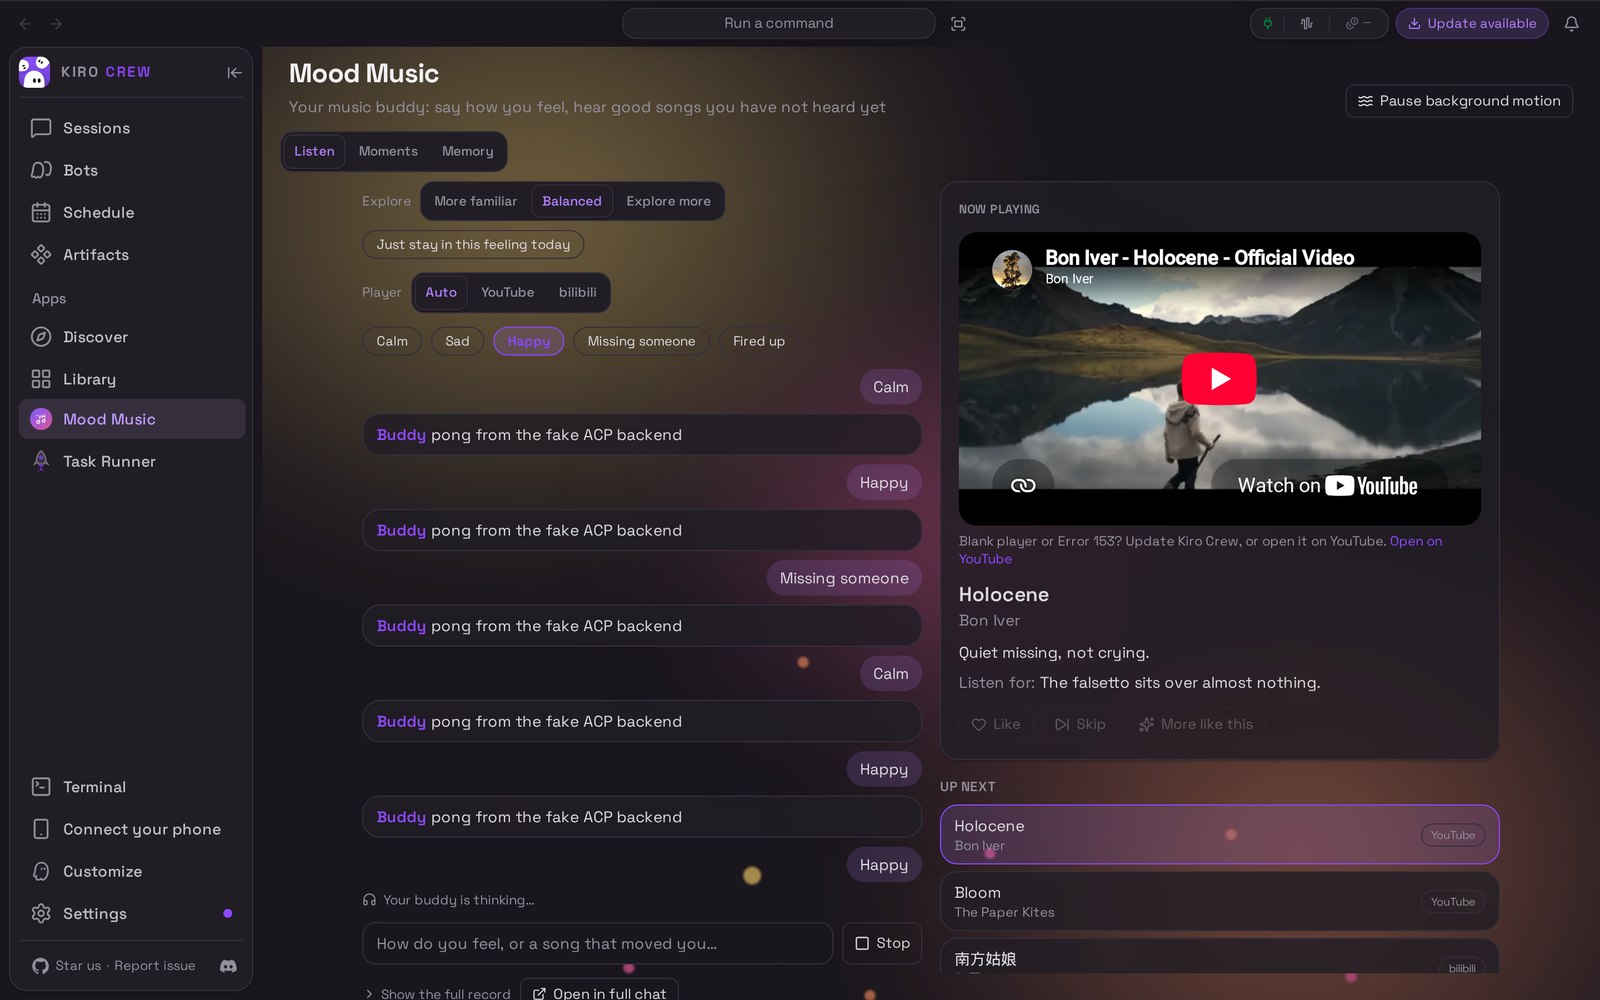 Run a command
Update available
KIRO CREW
Sessions
Bots
Schedule
Artifacts
Apps
Discover
Library
Mood Music
Task Runner
Terminal
Connect your phone
Customize
Settings
Star us · Report issue
Mood Music
Your music buddy: say how you feel, hear good songs you have not heard yet
Pause background motion
Listen Moments Memory
Explore More familiar Balanced Explore more
Just stay in this feeling today
Player Auto YouTube bilibili
Calm Sad Happy Missing someone Fired up
Calm
Buddy pong from the fake ACP backend
Happy
Buddy pong from the fake ACP backend
Missing someone
Buddy pong from the fake ACP backend
Calm
Buddy pong from the fake ACP backend
Happy
Buddy pong from the fake ACP backend
Happy
Your buddy is thinking...
How do you feel, or a song that moved you...
Stop
Show the full record
Open in full chat
NOW PLAYING
Bon Iver - Holocene - Official Video
Bon Iver
Watch on YouTube
Blank player or Error 153? Update Kiro Crew, or open it on YouTube. Open on
YouTube
Holocene
Bon Iver
Quiet missing, not crying.
Listen for: The falsetto sits over almost nothing.
Like Skip More like this
UP NEXT
Holocene
Bon Iver
YouTube
Bloom
The Paper Kites
YouTube
南方姑娘
bilibili